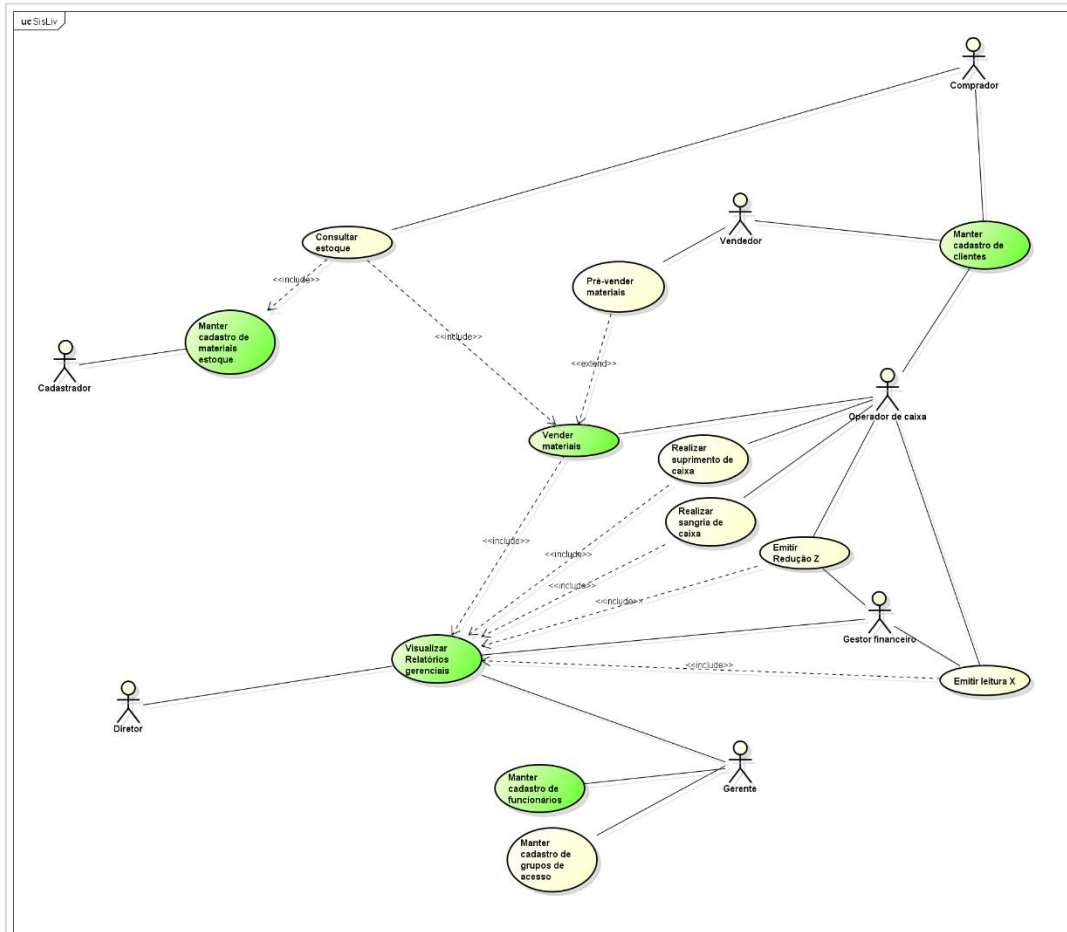 uc SisLiv
Comprador
Vendedor
Manter
cadastro de
clientes
Consultar
estoque
<<include>>
Pré-vender
materiais
Manter
cadastro de
materiais
estoque
<<include>>
Cadastrador
<<extend>>
Operador de caixa
Vender
materiais
Realizar
suprimento de
caixa
Realizar
sangria de
caixa
<<include>>
Emitir
Redução Z
<<include>>
<<include>>
<<include>>
Gestor financeiro
Visualizar
Relatórios
gerenciais
<<include>>
Emitir leitura X
Diretor
Gerente
Manter
cadastro de
funcionários
Manter
cadastro de
grupos de
acesso